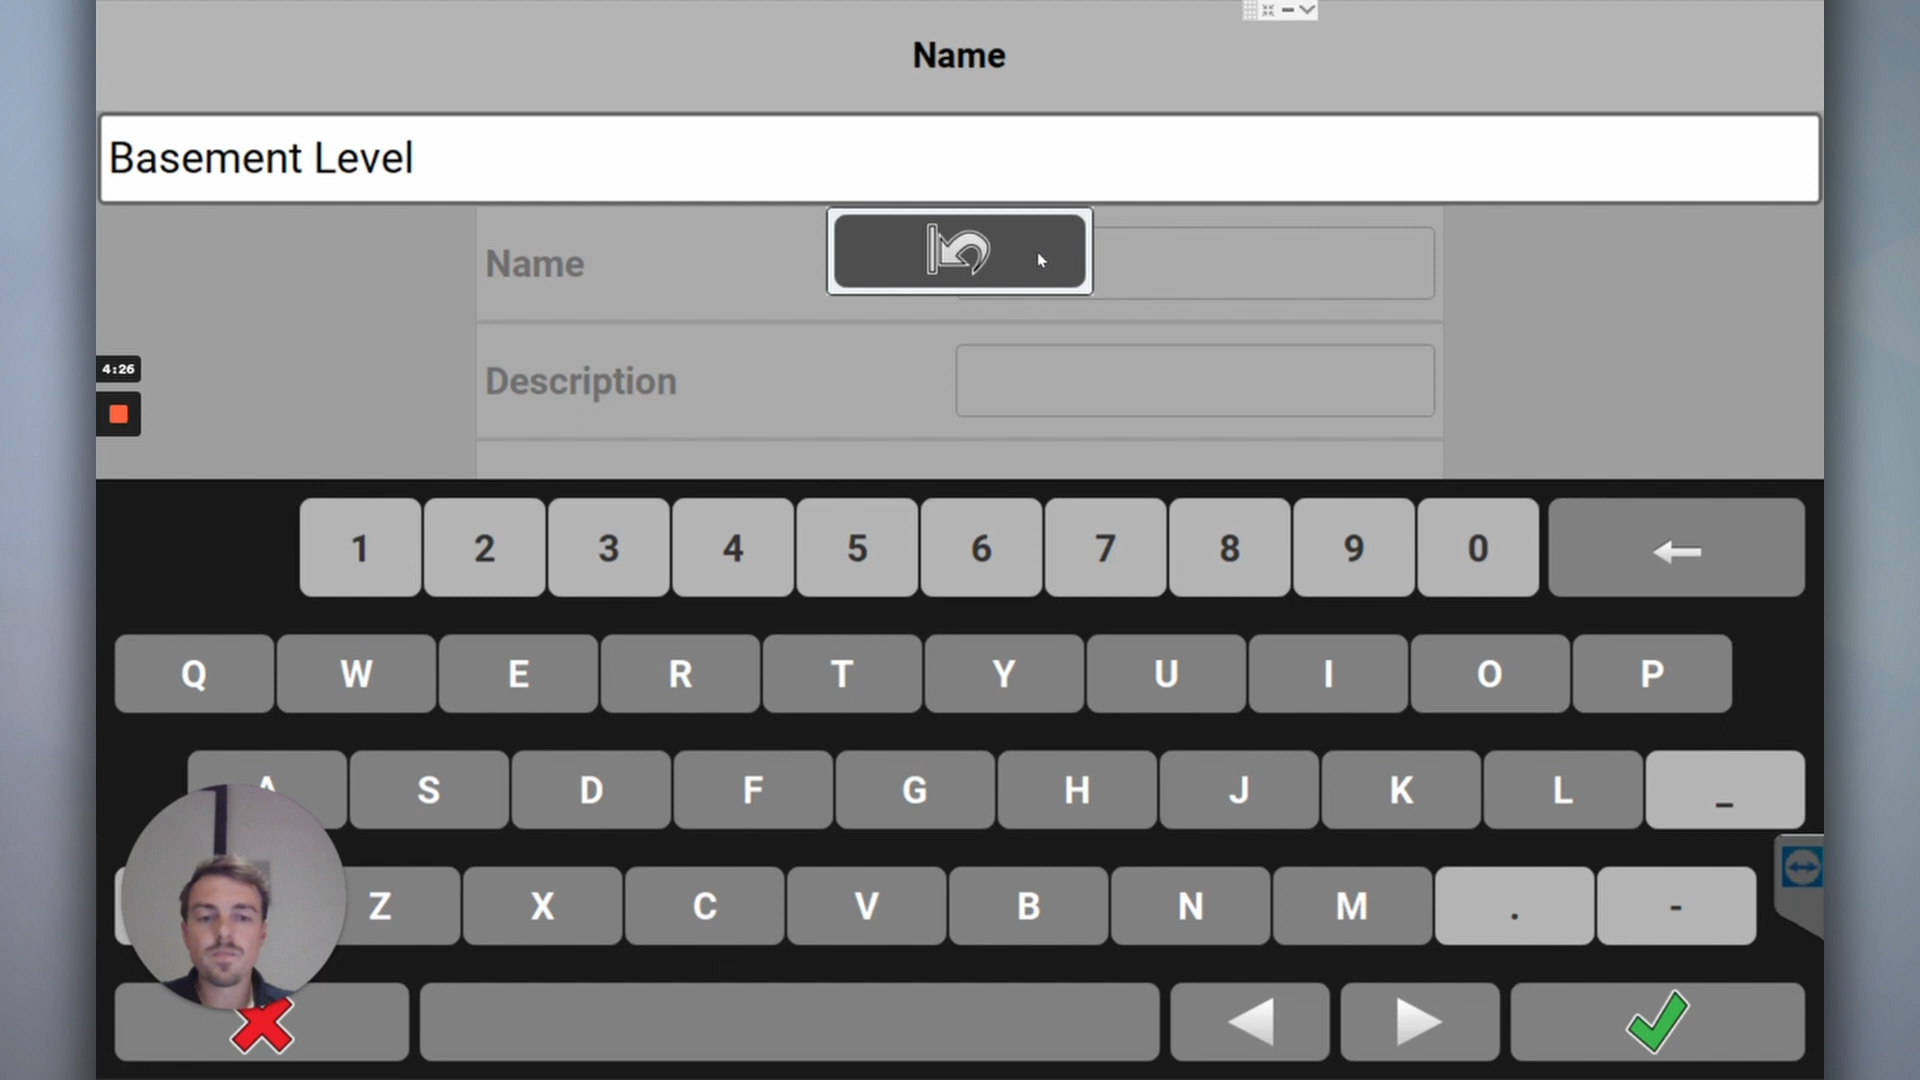 Name
Basement Level
Name
Description
4:26
1 2 3 4 5 6 7 8 9 0
Q W E R T Y U I O P
A S D F G H J K L _
Z X C V B N M . -